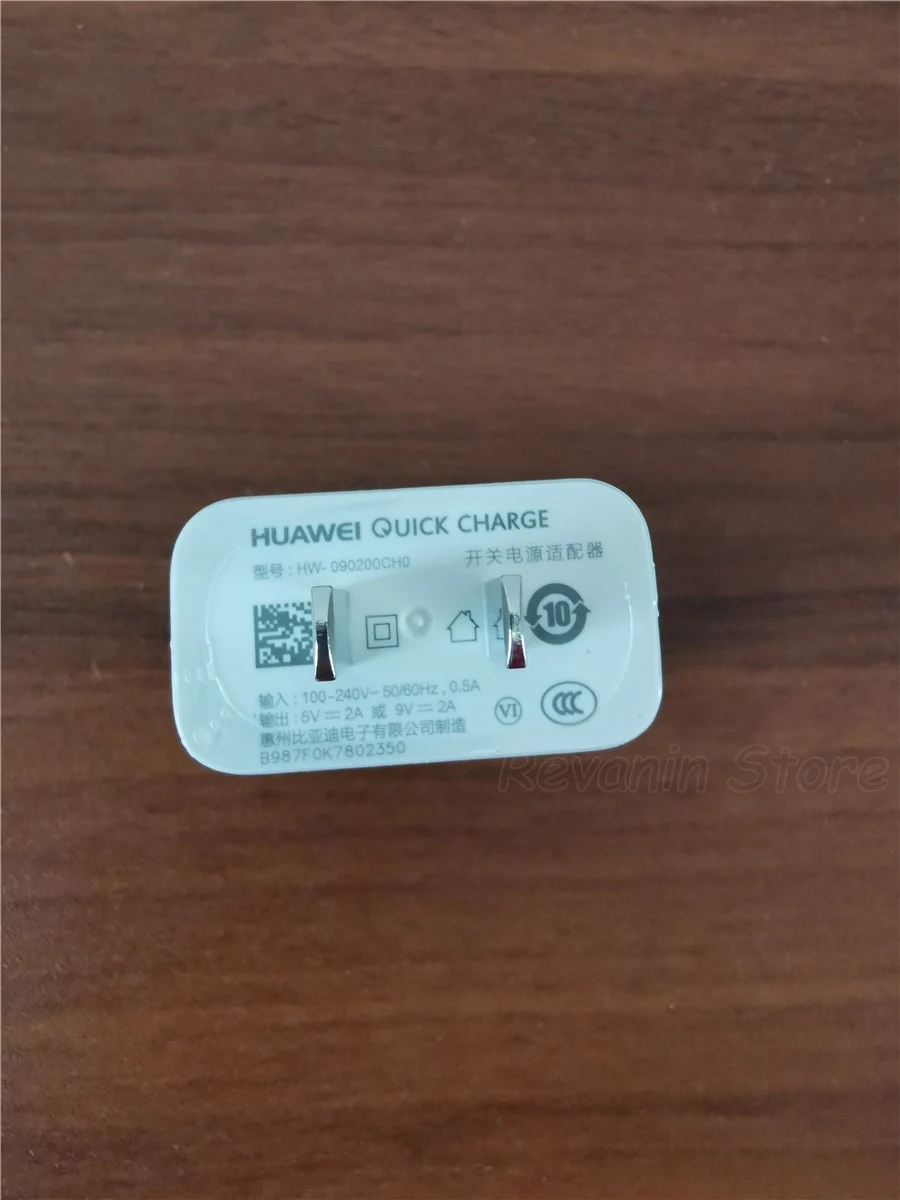 HUAWEI QUICK CHARGE
型号：HW-090200CH0
开关电源适配器
10
输入：100-240V~50/60Hz, 0.5A
输出：5V⎓2A 或 9V⎓2A
VI
CCC
惠州比亚迪电子有限公司制造
B987F0K7802350
Revanin Store